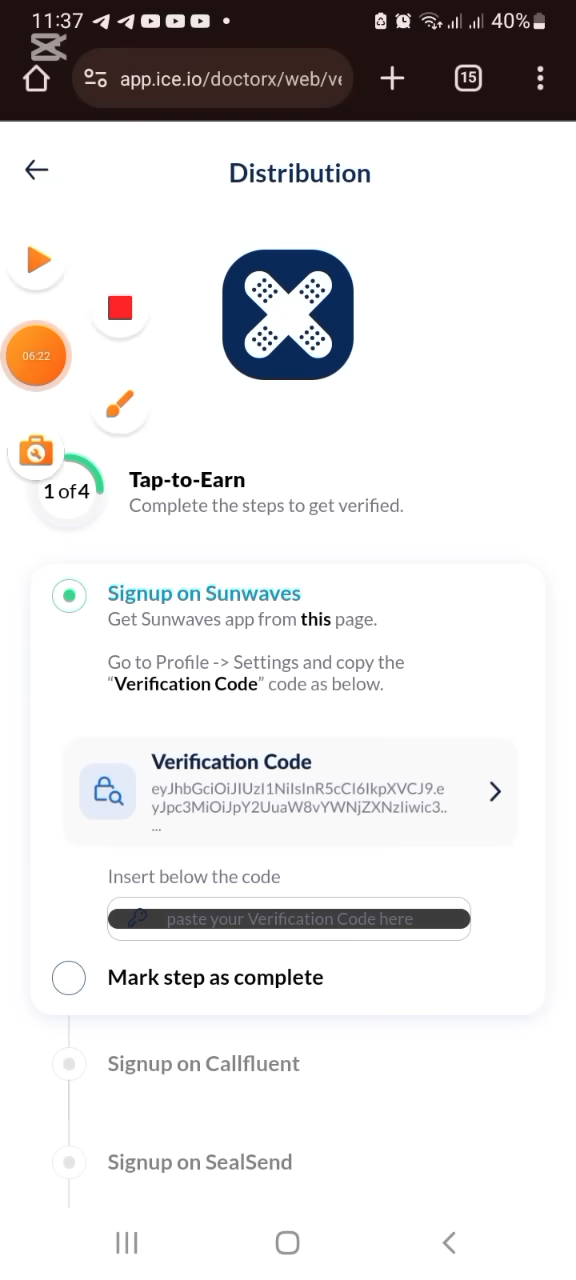 11:37
40%
app.ice.io/doctorx/web/ve
15
Distribution
06:22
1 of 4
Tap-to-Earn
Complete the steps to get verified.
Signup on Sunwaves
Get Sunwaves app from this page.
Go to Profile -> Settings and copy the
“Verification Code” code as below.
Verification Code
eyJhbGciOiJIUzI1NiIsInR5cCI6IkpXVCJ9.e
yJpc3MiOiJpY2UuaW8vYWNjZXNzIiwic3..
...
Insert below the code
paste your Verification Code here
Mark step as complete
Signup on Callfluent
Signup on SealSend